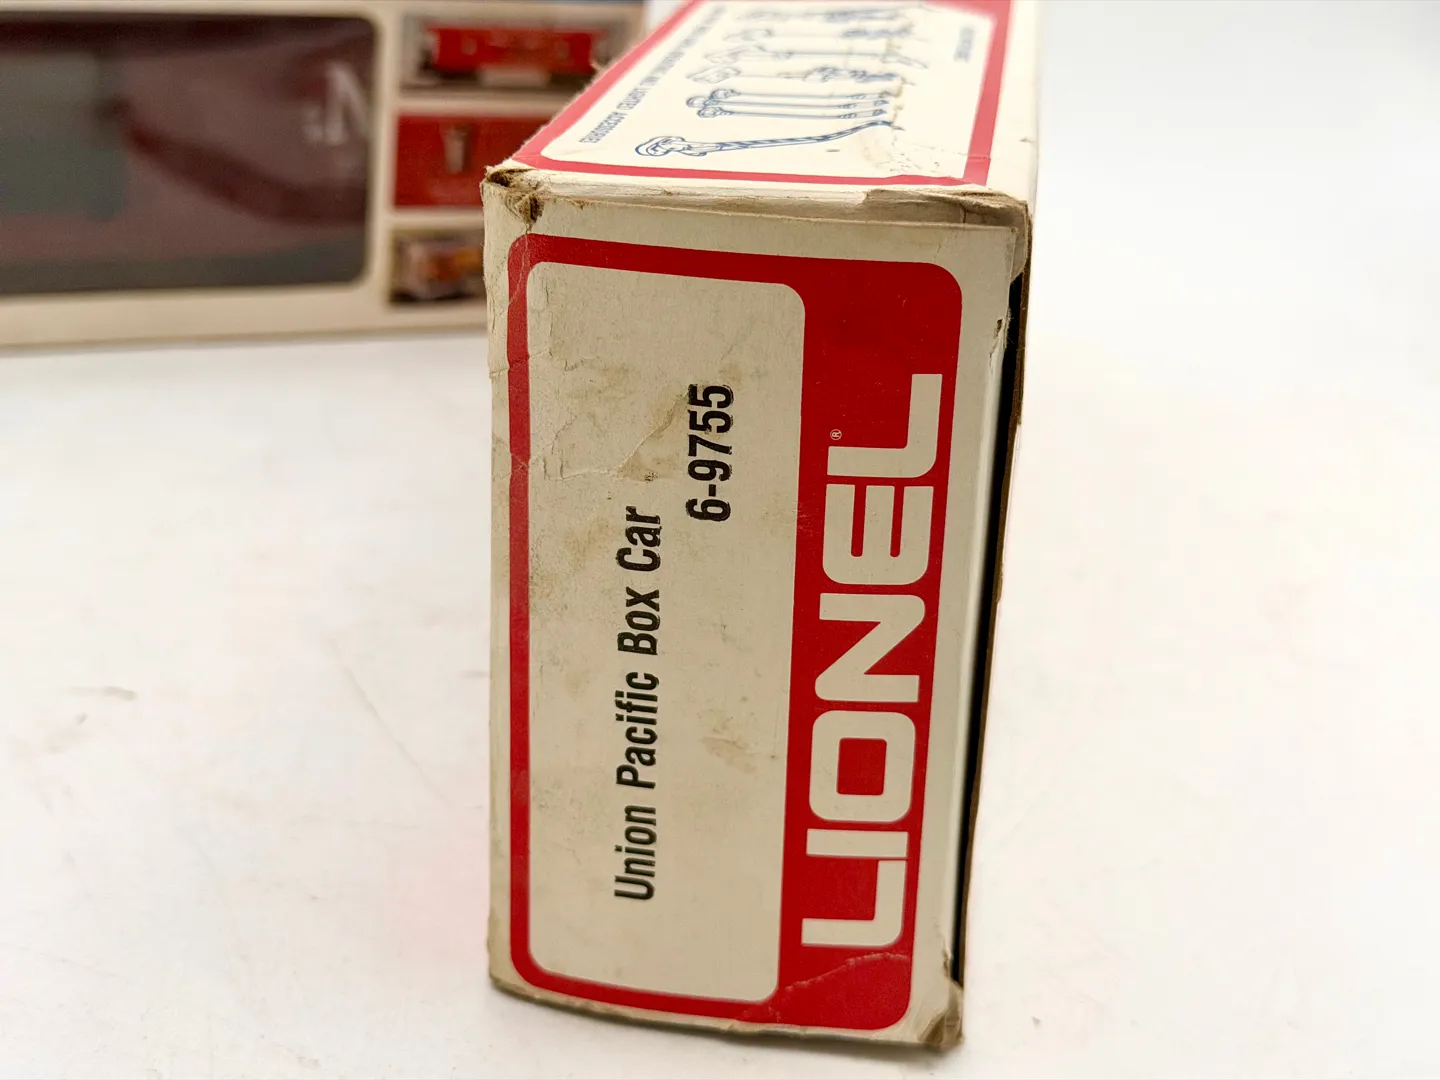 Union Pacific Box Car
6-9755
LIONEL®